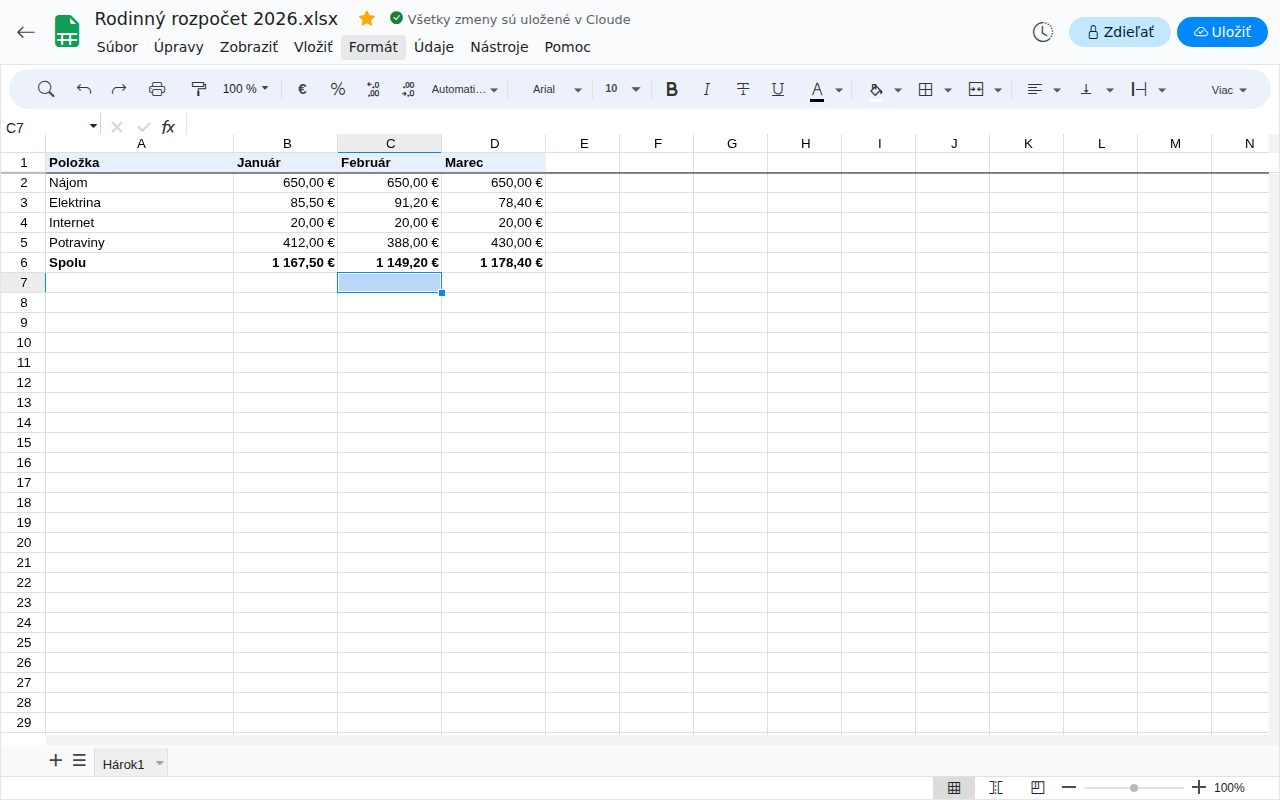 Rodinný rozpočet 2026.xlsx Všetky zmeny sú uložené v Cloude
Súbor Úpravy Zobraziť Vložiť Formát Údaje Nástroje Pomoc
Zdieľať
Uložiť
100 % € % ,0 ,00 ,00 ,0 Automati... Arial 10 B I T U A Viac
C7 fx
A B C D E F G H I J K L M N
1 Položka Január Február Marec
2 Nájom 650,00 € 650,00 € 650,00 €
3 Elektrina 85,50 € 91,20 € 78,40 €
4 Internet 20,00 € 20,00 € 20,00 €
5 Potraviny 412,00 € 388,00 € 430,00 €
6 Spolu 1 167,50 € 1 149,20 € 1 178,40 €
7
8
9
10
11
12
13
14
15
16
17
18
19
20
21
22
23
24
25
26
27
28
29
Hárok1
100%